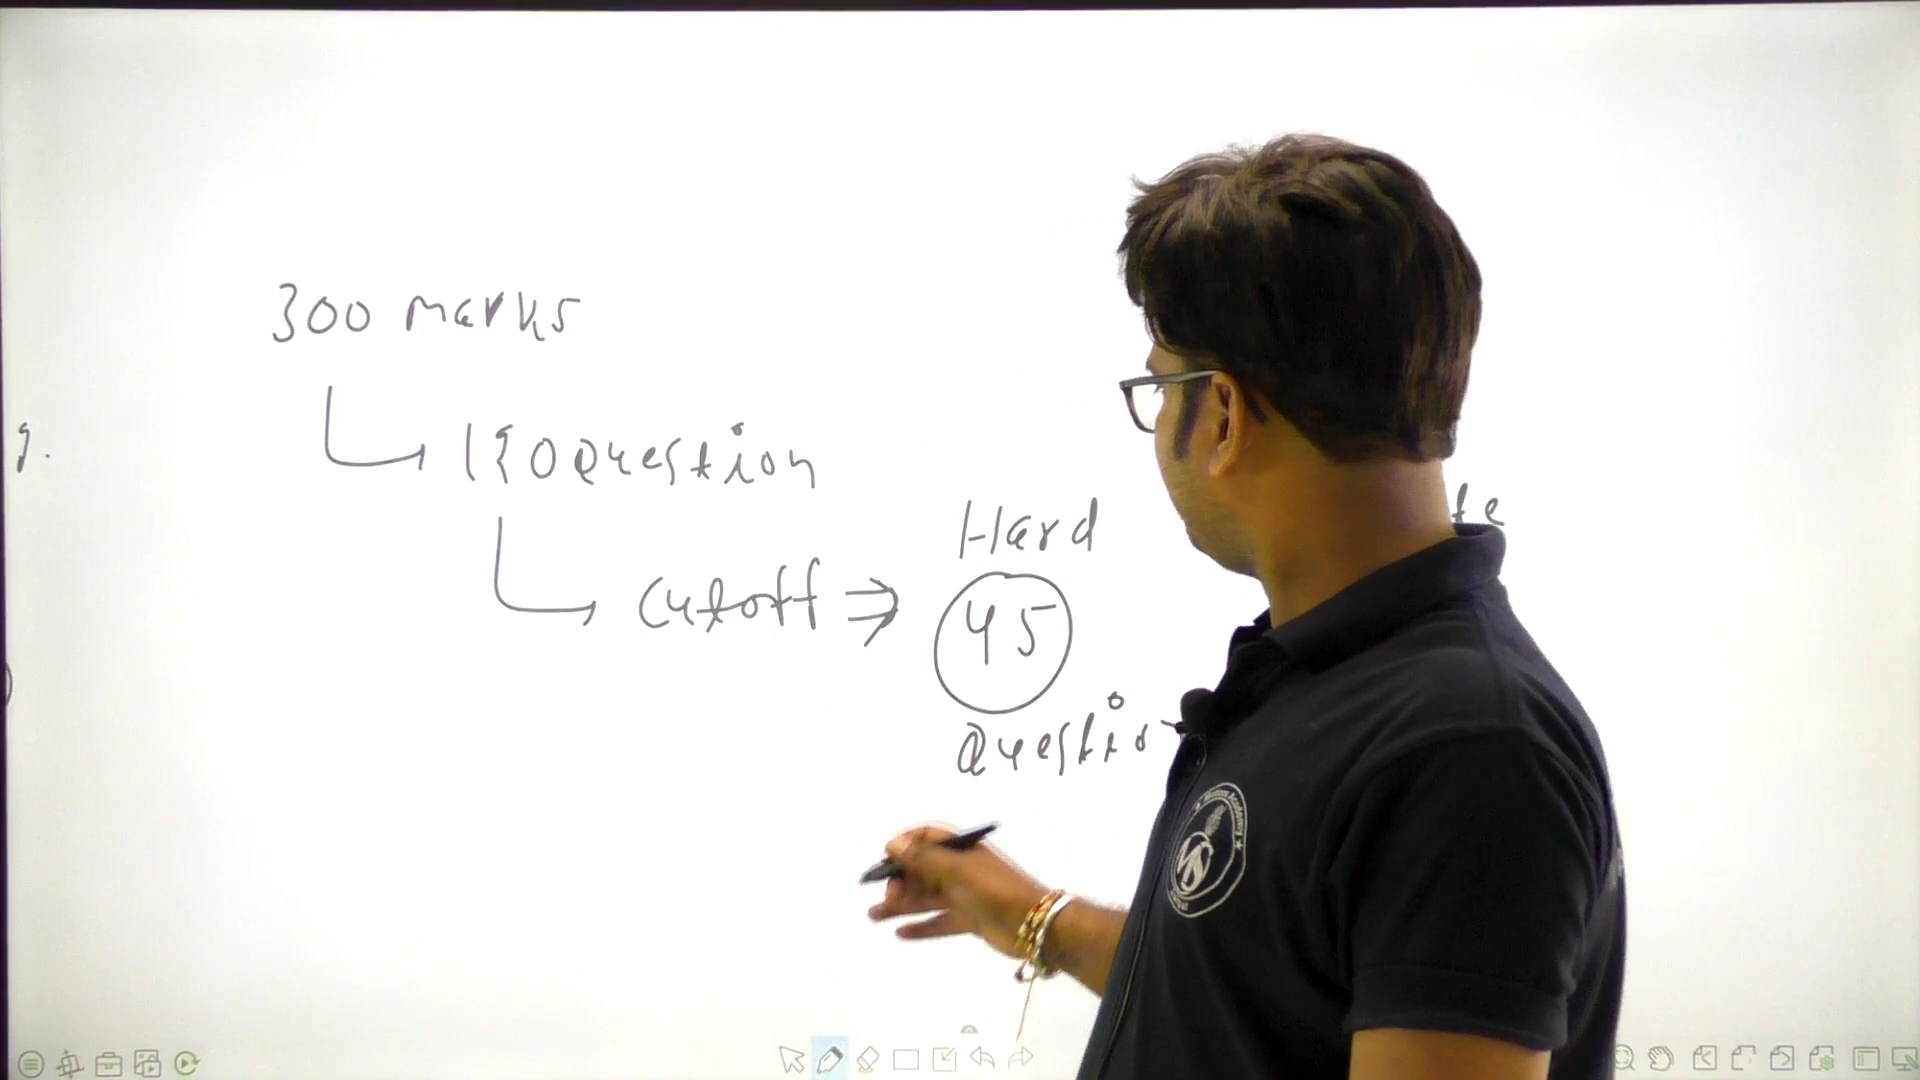 300 marks
150 Question
Hard
cutoff ⇒ 45
Question